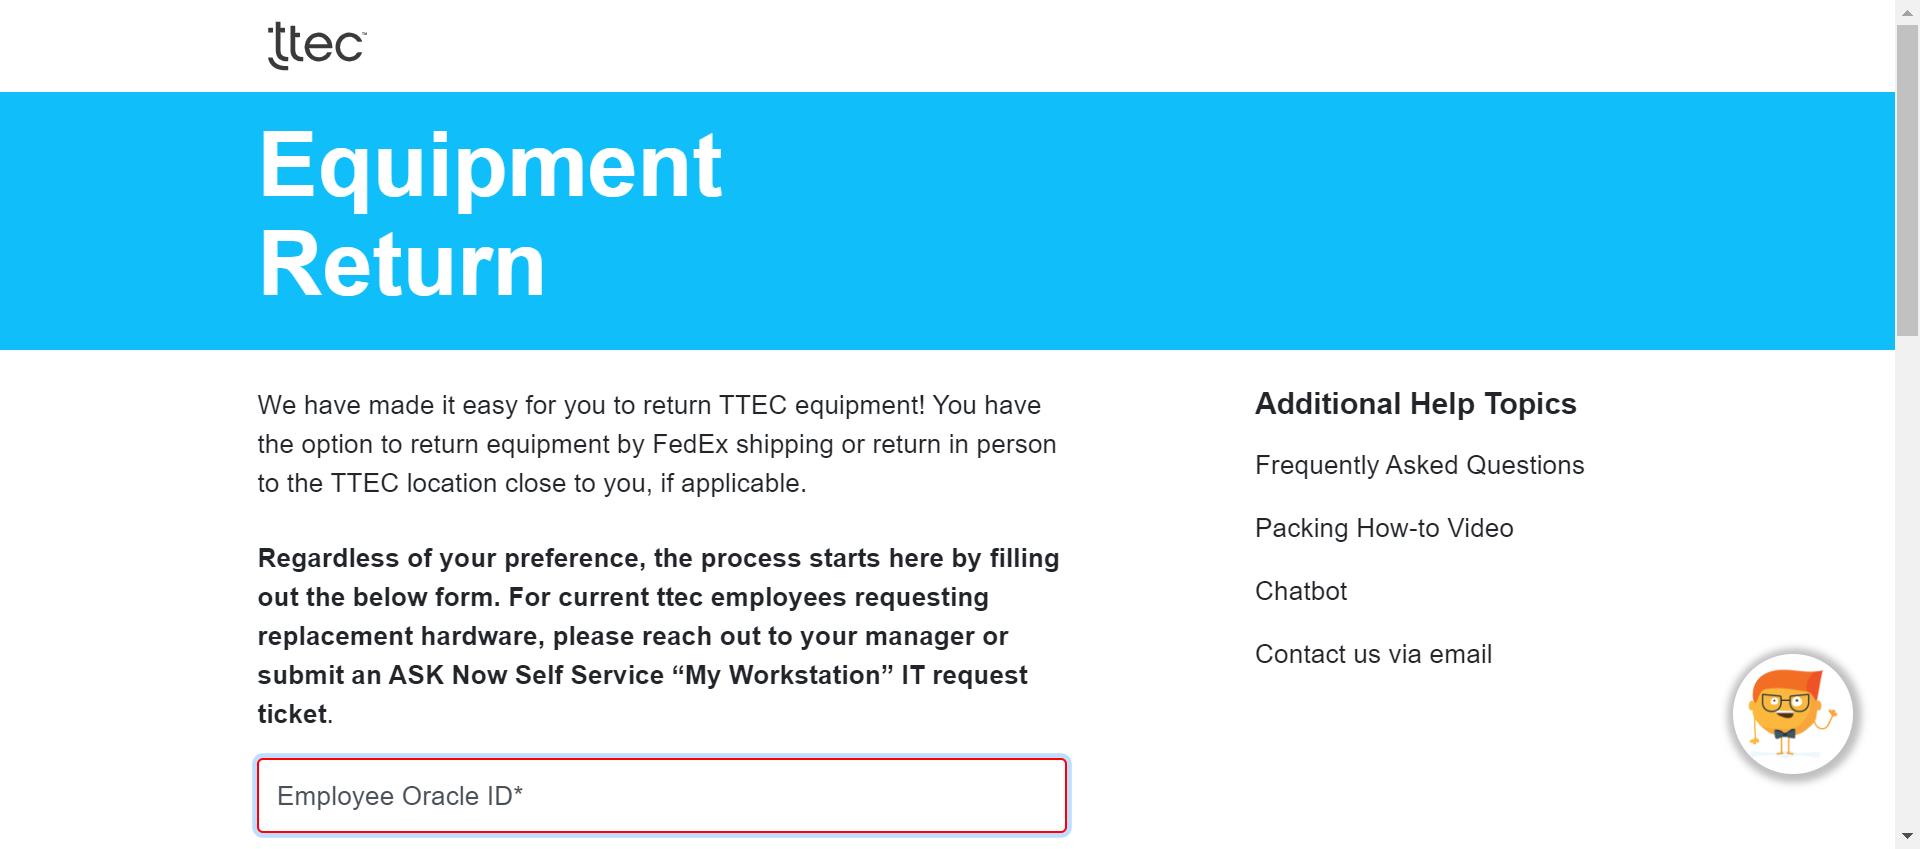 ttec™
Equipment
Return
We have made it easy for you to return TTEC equipment! You have
the option to return equipment by FedEx shipping or return in person
to the TTEC location close to you, if applicable.
Regardless of your preference, the process starts here by filling
out the below form. For current ttec employees requesting
replacement hardware, please reach out to your manager or
submit an ASK Now Self Service “My Workstation” IT request
ticket.
Employee Oracle ID*
Additional Help Topics
Frequently Asked Questions
Packing How-to Video
Chatbot
Contact us via email